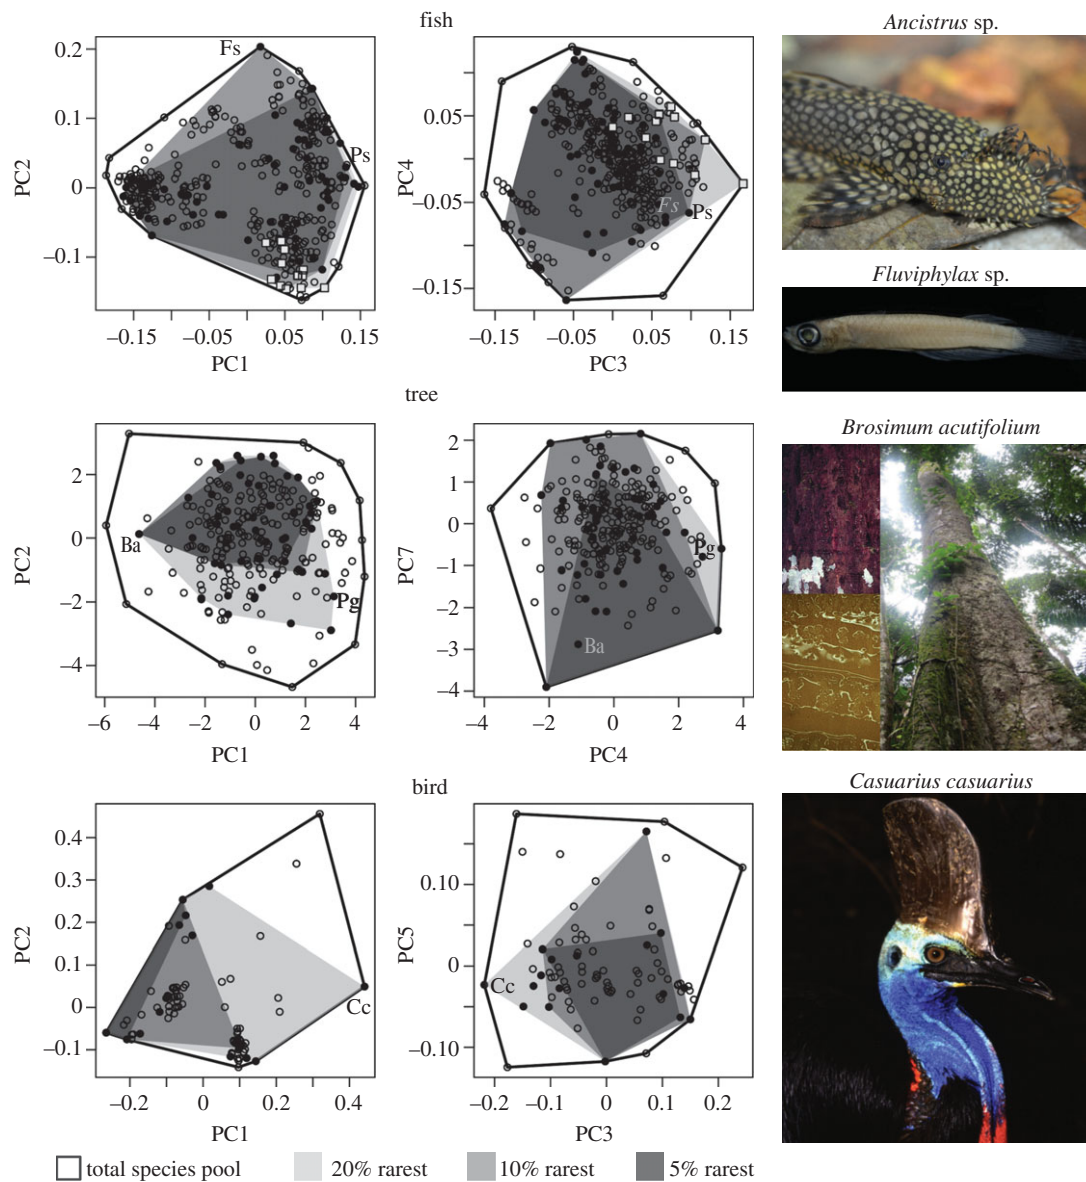 fish
Ancistrus sp.
PC2
0.2
0.1
0
–0.1
Fs
Ps
–0.15
–0.05
0.05
0.15
PC1
PC4
0.05
–0.05
–0.15
Fs
Ps
–0.15
–0.05
0.05
0.15
PC3
Fluviphylax sp.
tree
Brosimum acutifolium
PC2
2
0
–2
–4
Ba
Pg
–6
–4
–2
0
2
4
PC1
PC7
2
1
0
–1
–2
–3
–4
Pg
Ba
–4
–2
0
2
4
PC4
bird
Casuarius casuarius
PC2
0.4
0.3
0.2
0.1
0
–0.1
Cc
–0.2
0
0.2
0.4
PC1
PC5
0.10
0
–0.10
Cc
–0.2
–0.1
0
0.1
0.2
PC3
total species pool
20% rarest
10% rarest
5% rarest